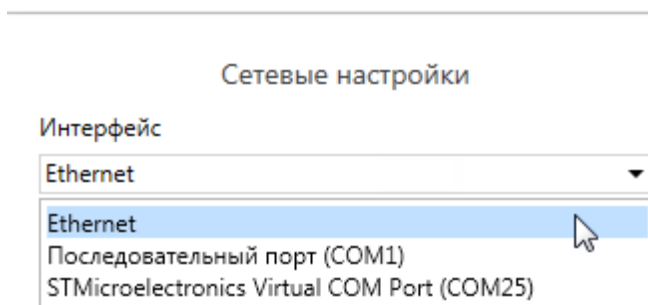 Сетевые настройки
Интерфейс
Ethernet
Ethernet
Последовательный порт (COM1)
STMicroelectronics Virtual COM Port (COM25)